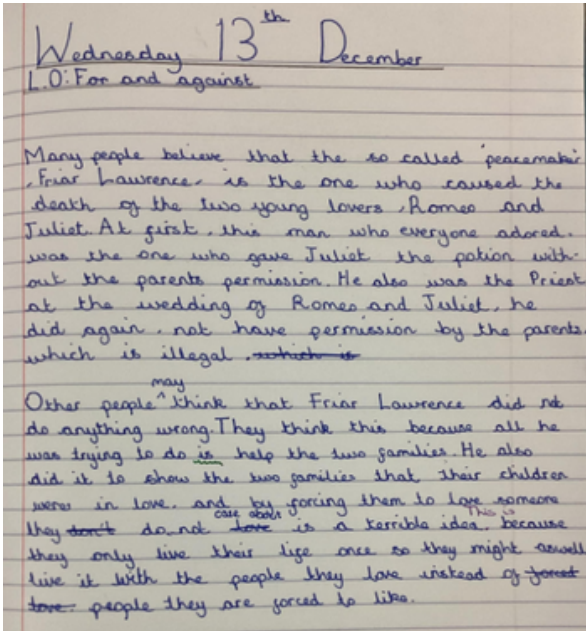 Wednesday 13th December
L.O: For and against
Many people believe that the so called 'peacemaker'
, Friar Lawrence, is the one who caused the
death of the two young lovers, Romeo and
Juliet. At first, this man who everyone adored,
was the one who gave Juliet the potion with-
out the parents permission. He also was the Priest
at the wedding of Romeo and Juliet, he
did again, not have permission by the parents,
which is illegal. which is
Other people may think that Friar Lawrence did not
do anything wrong. They think this because all he
was trying to do is help the two families. He also
did it to show the two families that their children
were in love, and by forcing them to love someone
they don't do not love care about is a terrible idea. This is because
they only live their life once so they might aswell
live it with the people they love instead of forced
love. people they are forced to like.